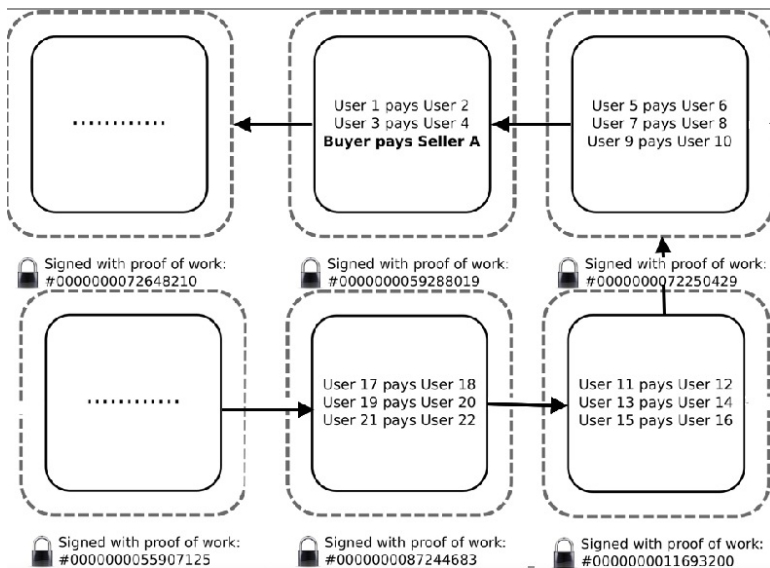 ............
User 1 pays User 2
User 3 pays User 4
Buyer pays Seller A
User 5 pays User 6
User 7 pays User 8
User 9 pays User 10
Signed with proof of work:
#0000000072648210
Signed with proof of work:
#0000000059288019
Signed with proof of work:
#0000000072250429
............
User 17 pays User 18
User 19 pays User 20
User 21 pays User 22
User 11 pays User 12
User 13 pays User 14
User 15 pays User 16
Signed with proof of work:
#0000000055907125
Signed with proof of work:
#0000000087244683
Signed with proof of work:
#0000000011693200